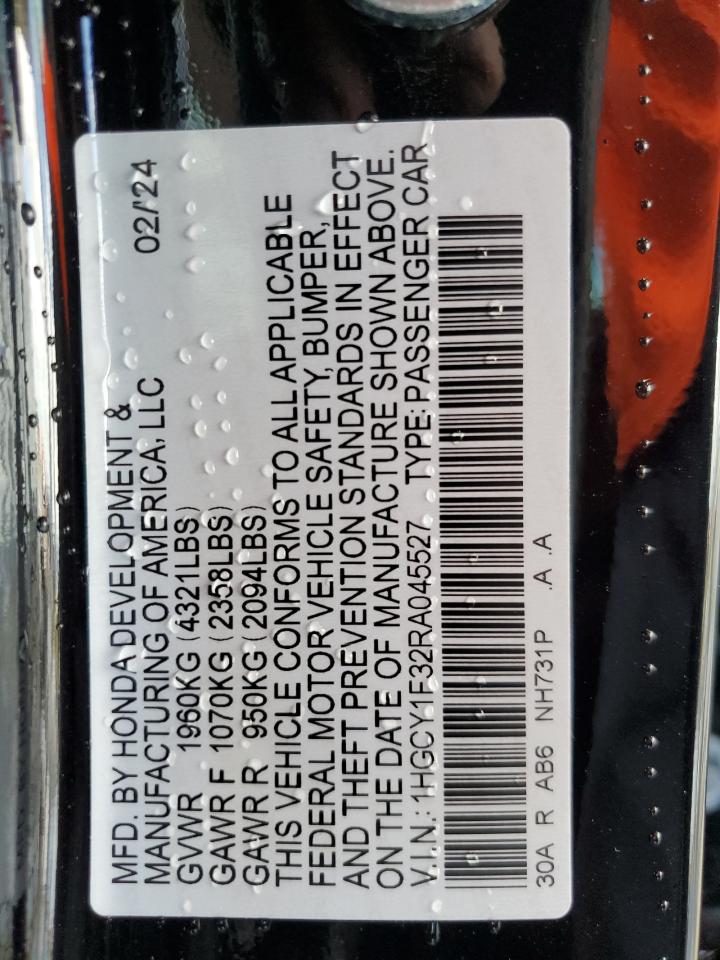 MFD. BY HONDA DEVELOPMENT & 02/24
MANUFACTURING OF AMERICA, LLC
GVWR 1960KG (4321LBS)
GAWR F 1070KG (2358LBS)
GAWR R 950KG (2094LBS)
THIS VEHICLE CONFORMS TO ALL APPLICABLE
FEDERAL MOTOR VEHICLE SAFETY, BUMPER,
AND THEFT PREVENTION STANDARDS IN EFFECT
ON THE DATE OF MANUFACTURE SHOWN ABOVE.
V.I.N.: 1HGCY1F32RA045527 TYPE: PASSENGER CAR
30A R AB6 NH731P .A .A